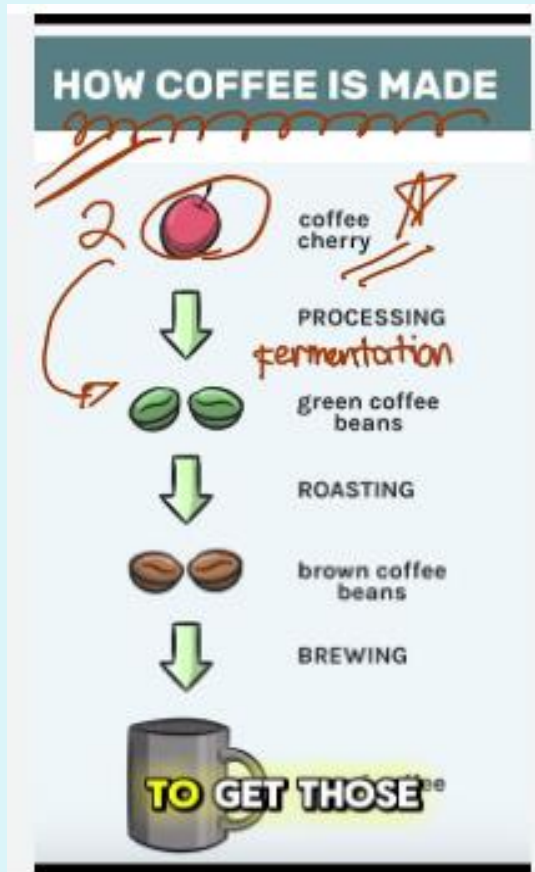 HOW COFFEE IS MADE
2
coffee
cherry
PROCESSING
fermentation
green coffee
beans
ROASTING
brown coffee
beans
BREWING
TO GET THOSE